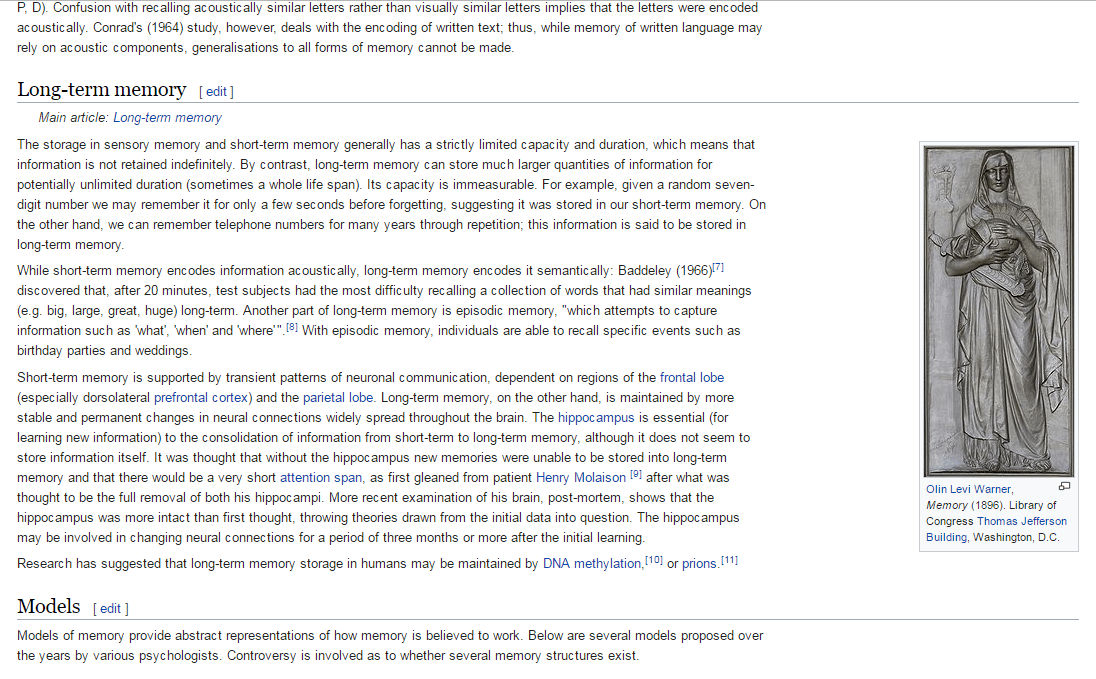 P, D). Confusion with recalling acoustically similar letters rather than visually similar letters implies that the letters were encoded
acoustically. Conrad's (1964) study, however, deals with the encoding of written text; thus, while memory of written language may
rely on acoustic components, generalisations to all forms of memory cannot be made.
Long-term memory [ edit ]
Main article: Long-term memory
The storage in sensory memory and short-term memory generally has a strictly limited capacity and duration, which means that
information is not retained indefinitely. By contrast, long-term memory can store much larger quantities of information for
potentially unlimited duration (sometimes a whole life span). Its capacity is immeasurable. For example, given a random seven-
digit number we may remember it for only a few seconds before forgetting, suggesting it was stored in our short-term memory. On
the other hand, we can remember telephone numbers for many years through repetition; this information is said to be stored in
long-term memory.
While short-term memory encodes information acoustically, long-term memory encodes it semantically: Baddeley (1966)[7]
discovered that, after 20 minutes, test subjects had the most difficulty recalling a collection of words that had similar meanings
(e.g. big, large, great, huge) long-term. Another part of long-term memory is episodic memory, "which attempts to capture
information such as 'what', 'when' and 'where'".[8] With episodic memory, individuals are able to recall specific events such as
birthday parties and weddings.
Short-term memory is supported by transient patterns of neuronal communication, dependent on regions of the frontal lobe
(especially dorsolateral prefrontal cortex) and the parietal lobe. Long-term memory, on the other hand, is maintained by more
stable and permanent changes in neural connections widely spread throughout the brain. The hippocampus is essential (for
learning new information) to the consolidation of information from short-term to long-term memory, although it does not seem to
store information itself. It was thought that without the hippocampus new memories were unable to be stored into long-term
memory and that there would be a very short attention span, as first gleaned from patient Henry Molaison [9] after what was
thought to be the full removal of both his hippocampi. More recent examination of his brain, post-mortem, shows that the
hippocampus was more intact than first thought, throwing theories drawn from the initial data into question. The hippocampus
may be involved in changing neural connections for a period of three months or more after the initial learning.
Research has suggested that long-term memory storage in humans may be maintained by DNA methylation,[10] or prions.[11]
Olin Levi Warner,
Memory (1896). Library of
Congress Thomas Jefferson
Building, Washington, D.C.
Models [ edit ]
Models of memory provide abstract representations of how memory is believed to work. Below are several models proposed over
the years by various psychologists. Controversy is involved as to whether several memory structures exist.